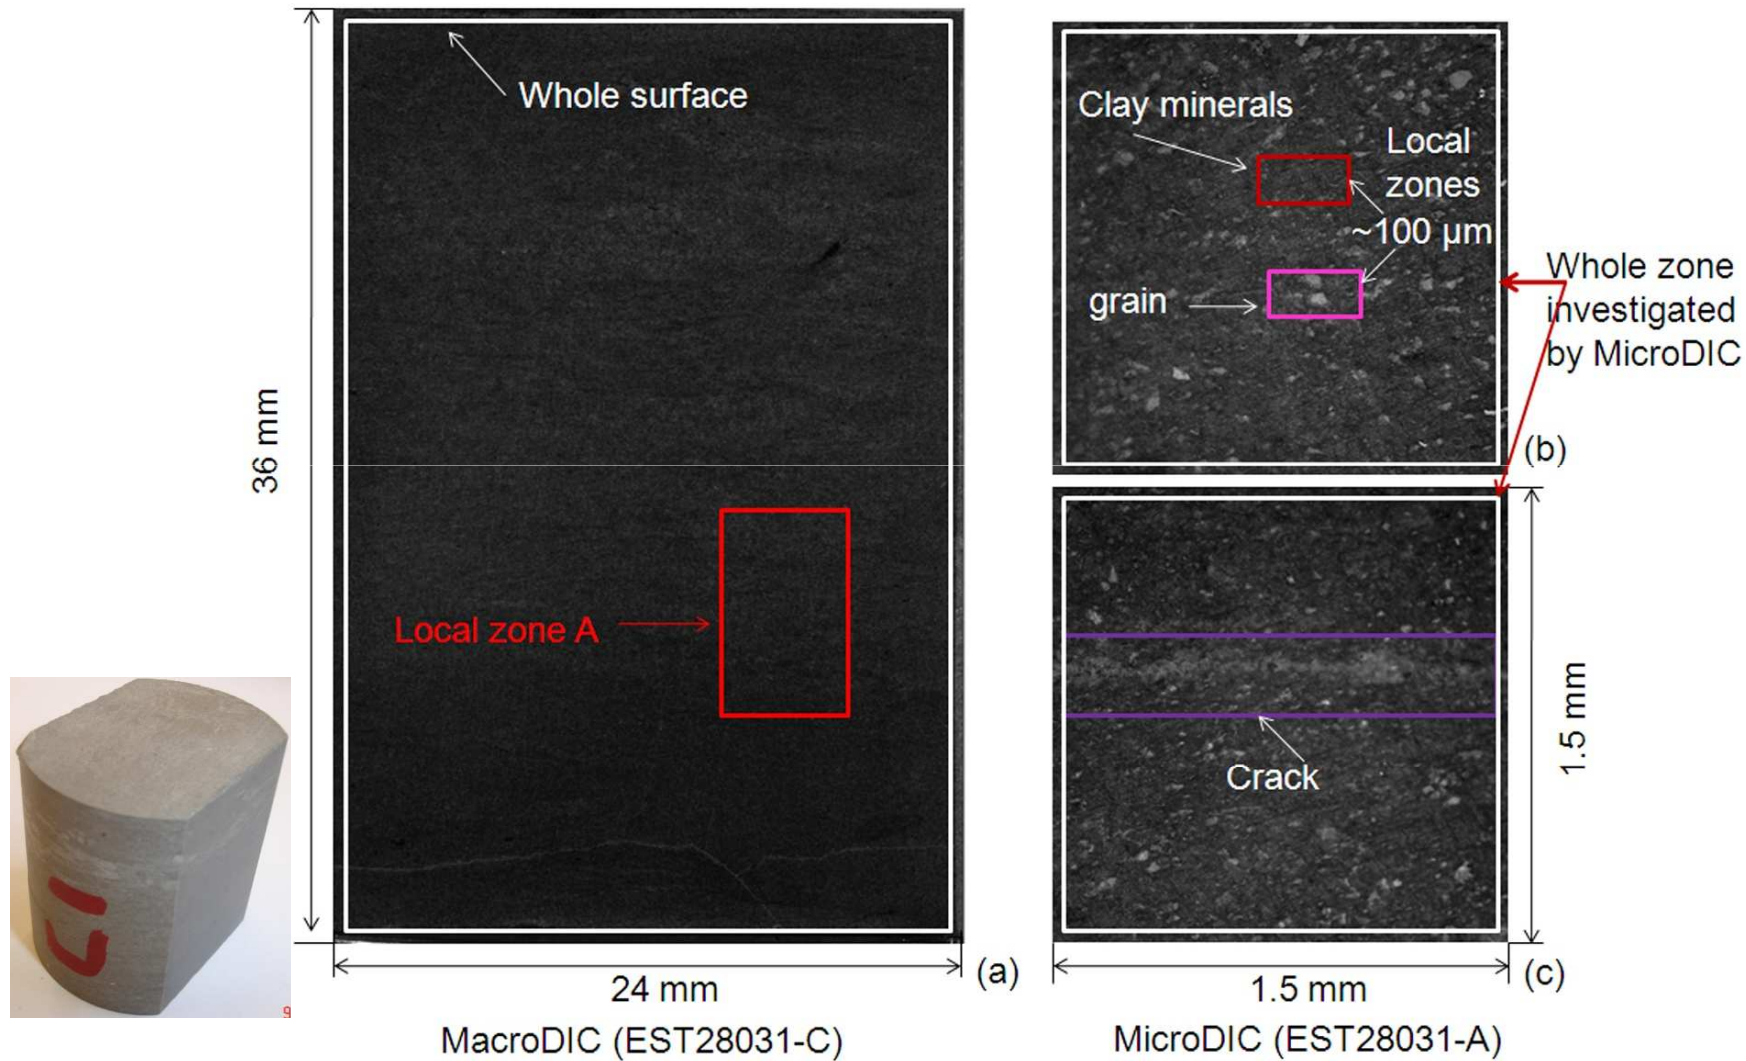 Whole surface
36 mm
Local zone A
24 mm
(a)
MacroDIC (EST28031-C)
Clay minerals
Local
zones
~100 µm
grain
(b)
Whole zone
investigated
by MicroDIC
Crack
1.5 mm
1.5 mm
(c)
MicroDIC (EST28031-A)